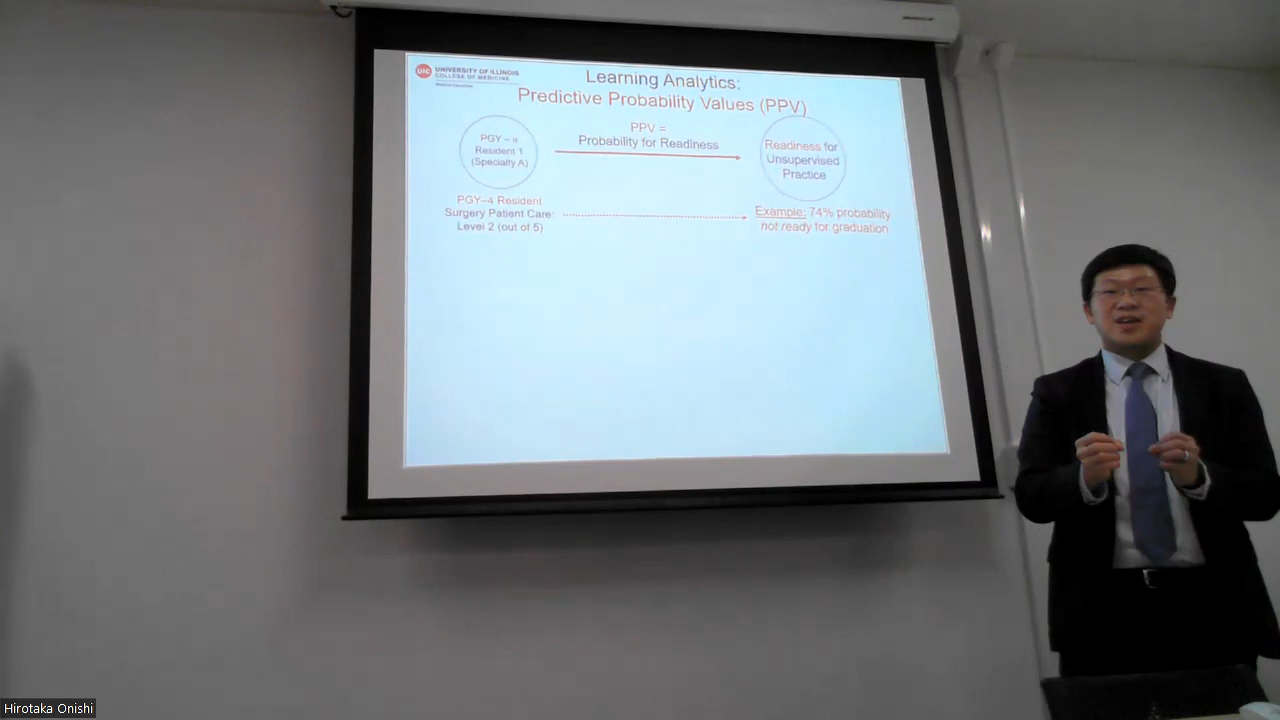 UIC
UNIVERSITY OF ILLINOIS
COLLEGE OF MEDICINE
Learning Analytics:
Predictive Probability Values (PPV)
PGY – n
Resident 1
(Specialty A)
PPV =
Probability for Readiness
Readiness for
Unsupervised
Practice
PGY–4 Resident
Surgery Patient Care:
Level 2 (out of 5)
Example: 74% probability
not ready for graduation
Hirotaka Onishi